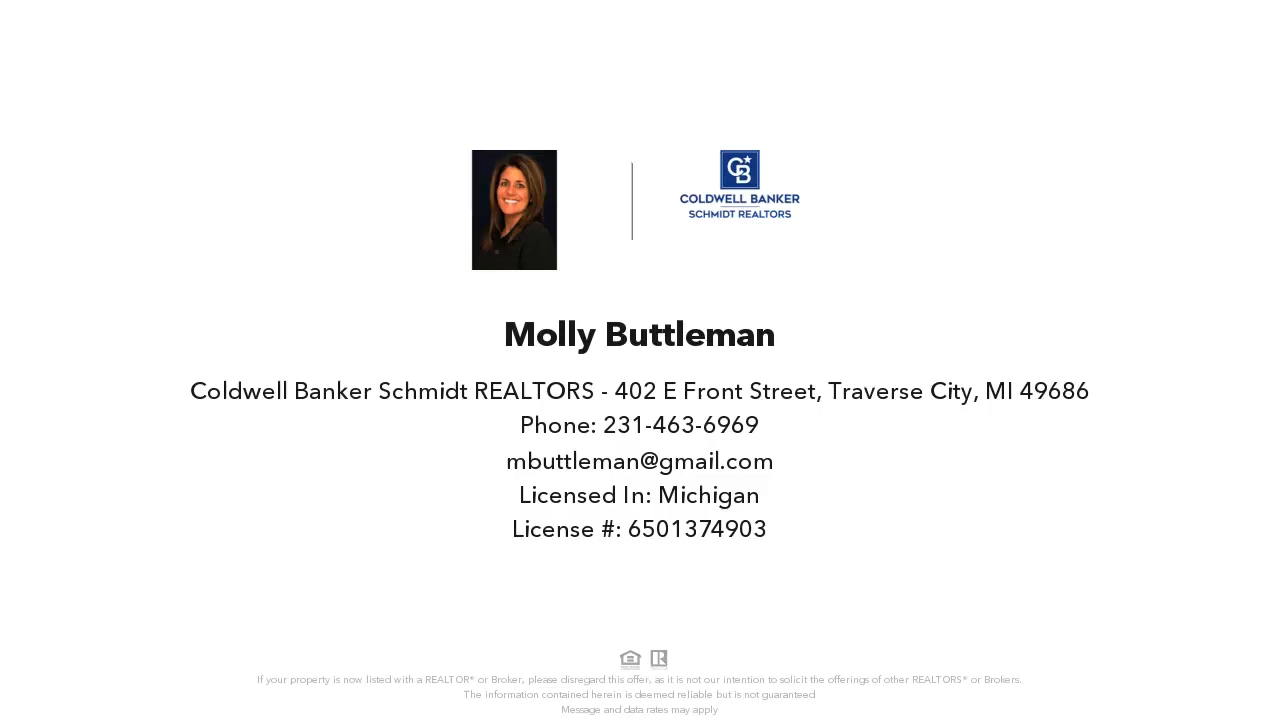 CB
COLDWELL BANKER
SCHMIDT REALTORS
Molly Buttleman
Coldwell Banker Schmidt REALTORS - 402 E Front Street, Traverse City, MI 49686
Phone: 231-463-6969
mbuttleman@gmail.com
Licensed In: Michigan
License #: 6501374903
If your property is now listed with a REALTOR® or Broker, please disregard this offer, as it is not our intention to solicit the offerings of other REALTORS® or Brokers.
The information contained herein is deemed reliable but is not guaranteed
Message and data rates may apply